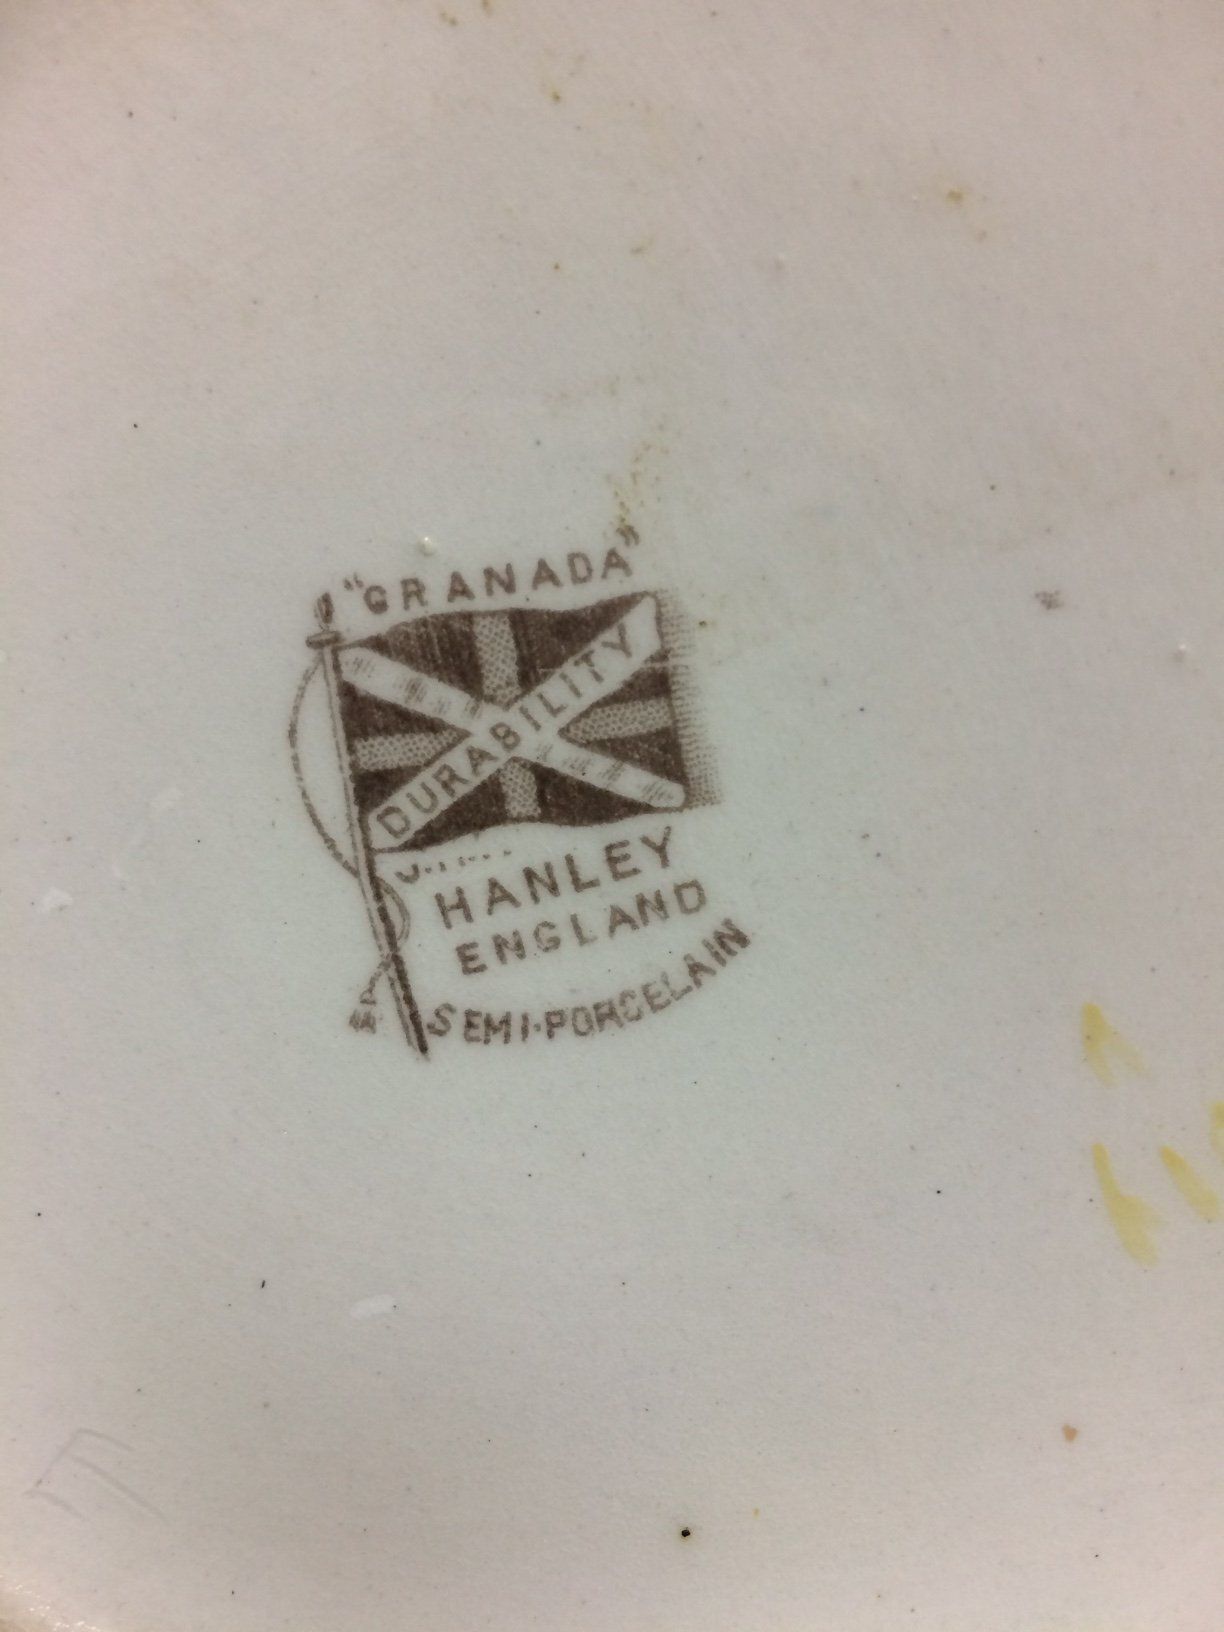 "GRANADA"
DURABILITY
HANLEY
ENGLAND
SEMI-PORCELAIN